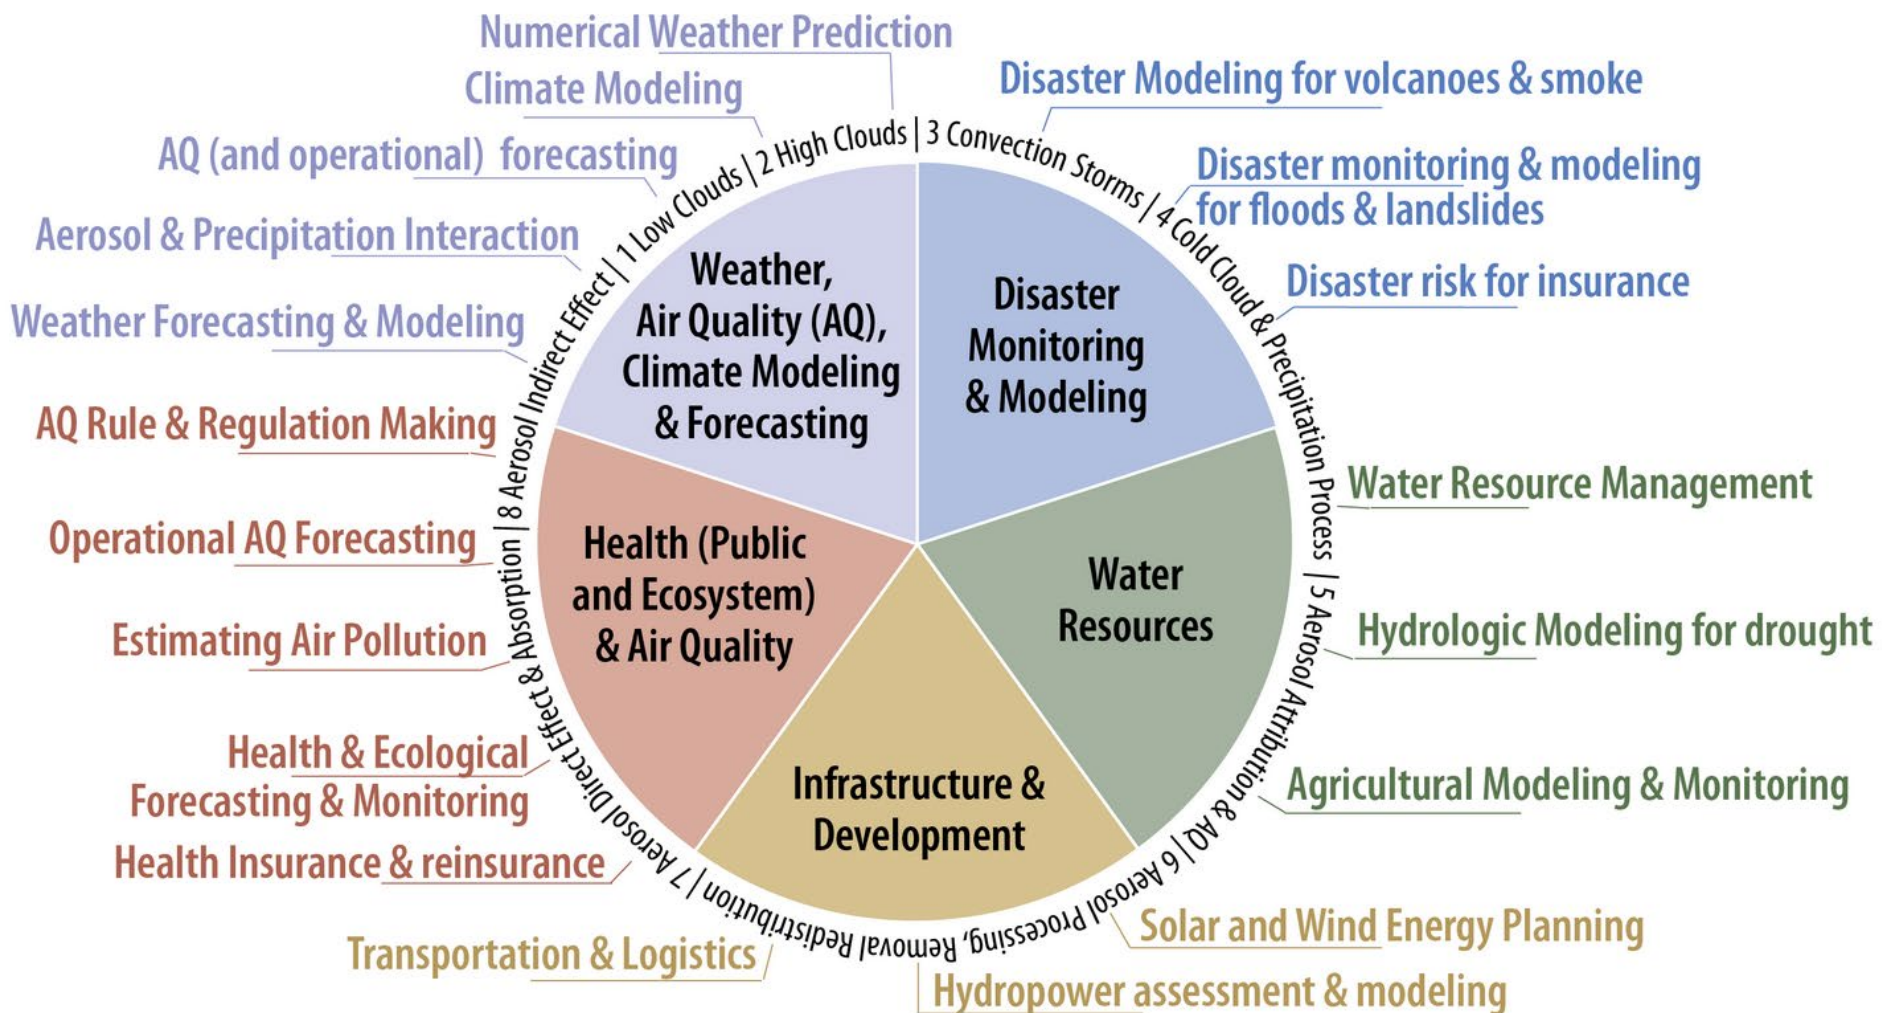 Numerical Weather Prediction
Climate Modeling
AQ (and operational) forecasting
Aerosol & Precipitation Interaction
Weather Forecasting & Modeling
AQ Rule & Regulation Making
Operational AQ Forecasting
Estimating Air Pollution
Health & Ecological
Forecasting & Monitoring
Health Insurance & reinsurance
Transportation & Logistics
Hydropower assessment & modeling
Solar and Wind Energy Planning
Agricultural Modeling & Monitoring
Hydrologic Modeling for drought
Water Resource Management
Disaster risk for insurance
Disaster monitoring & modeling
for floods & landslides
Disaster Modeling for volcanoes & smoke
| 1 Low Clouds | 2 High Clouds | 3 Convection Storms | 4 Cold Cloud & Precipitation Process | 5 Aerosol Attribution & AQ | 6 Aerosol Processing, Removal Redistribution | 7 Aerosol Direct Effect & Absorption | 8 Aerosol Indirect Effect
Weather,
Air Quality (AQ),
Climate Modeling
& Forecasting
Disaster
Monitoring
& Modeling
Water
Resources
Infrastructure &
Development
Health (Public
and Ecosystem)
& Air Quality